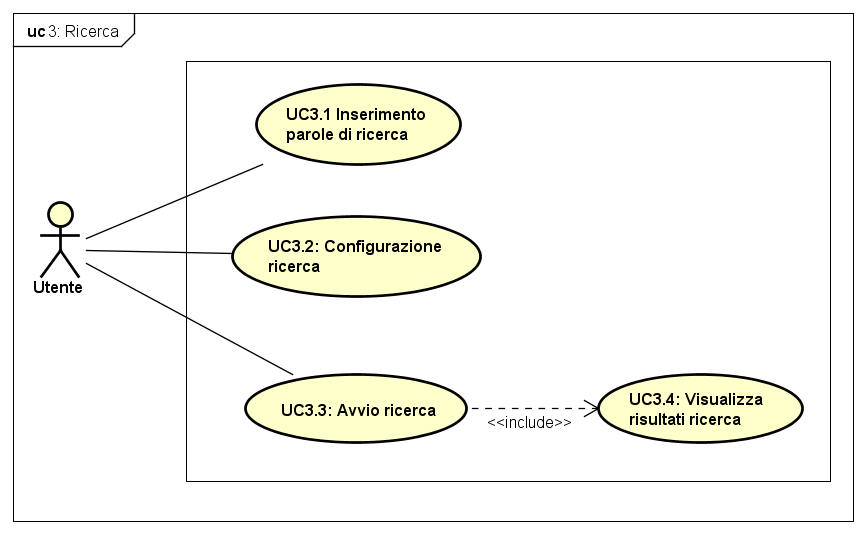 uc 3: Ricerca
UC3.1 Inserimento
parole di ricerca
UC3.2: Configurazione
ricerca
Utente
UC3.3: Avvio ricerca
<<include>>
UC3.4: Visualizza
risultati ricerca